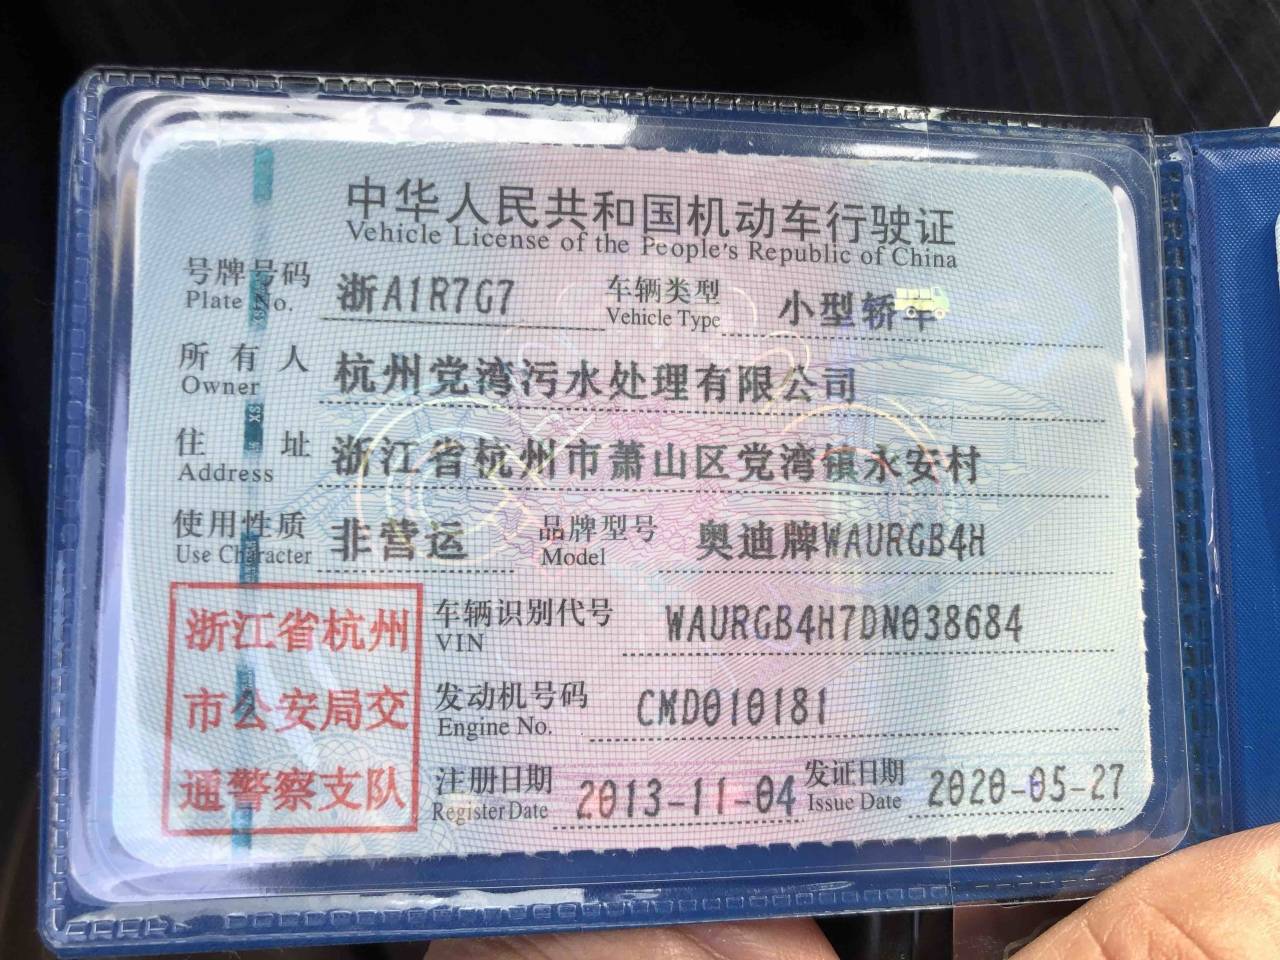 中华人民共和国机动车行驶证
Vehicle License of the People's Republic of China
号牌号码 浙A1R7G7 车辆类型 小型轿车
Plate No. Vehicle Type
所有人 杭州党湾污水处理有限公司
Owner
住址 浙江省杭州市萧山区党湾镇永安村
Address
使用性质 非营运 品牌型号 奥迪牌WAURGB4H
Use Character Model
浙江省杭州
市公安局交
通警察支队
车辆识别代号 WAURGB4H7DN038684
VIN
发动机号码 CMD010181
Engine No.
注册日期 2013-11-04 发证日期 2020-05-27
Register Date Issue Date